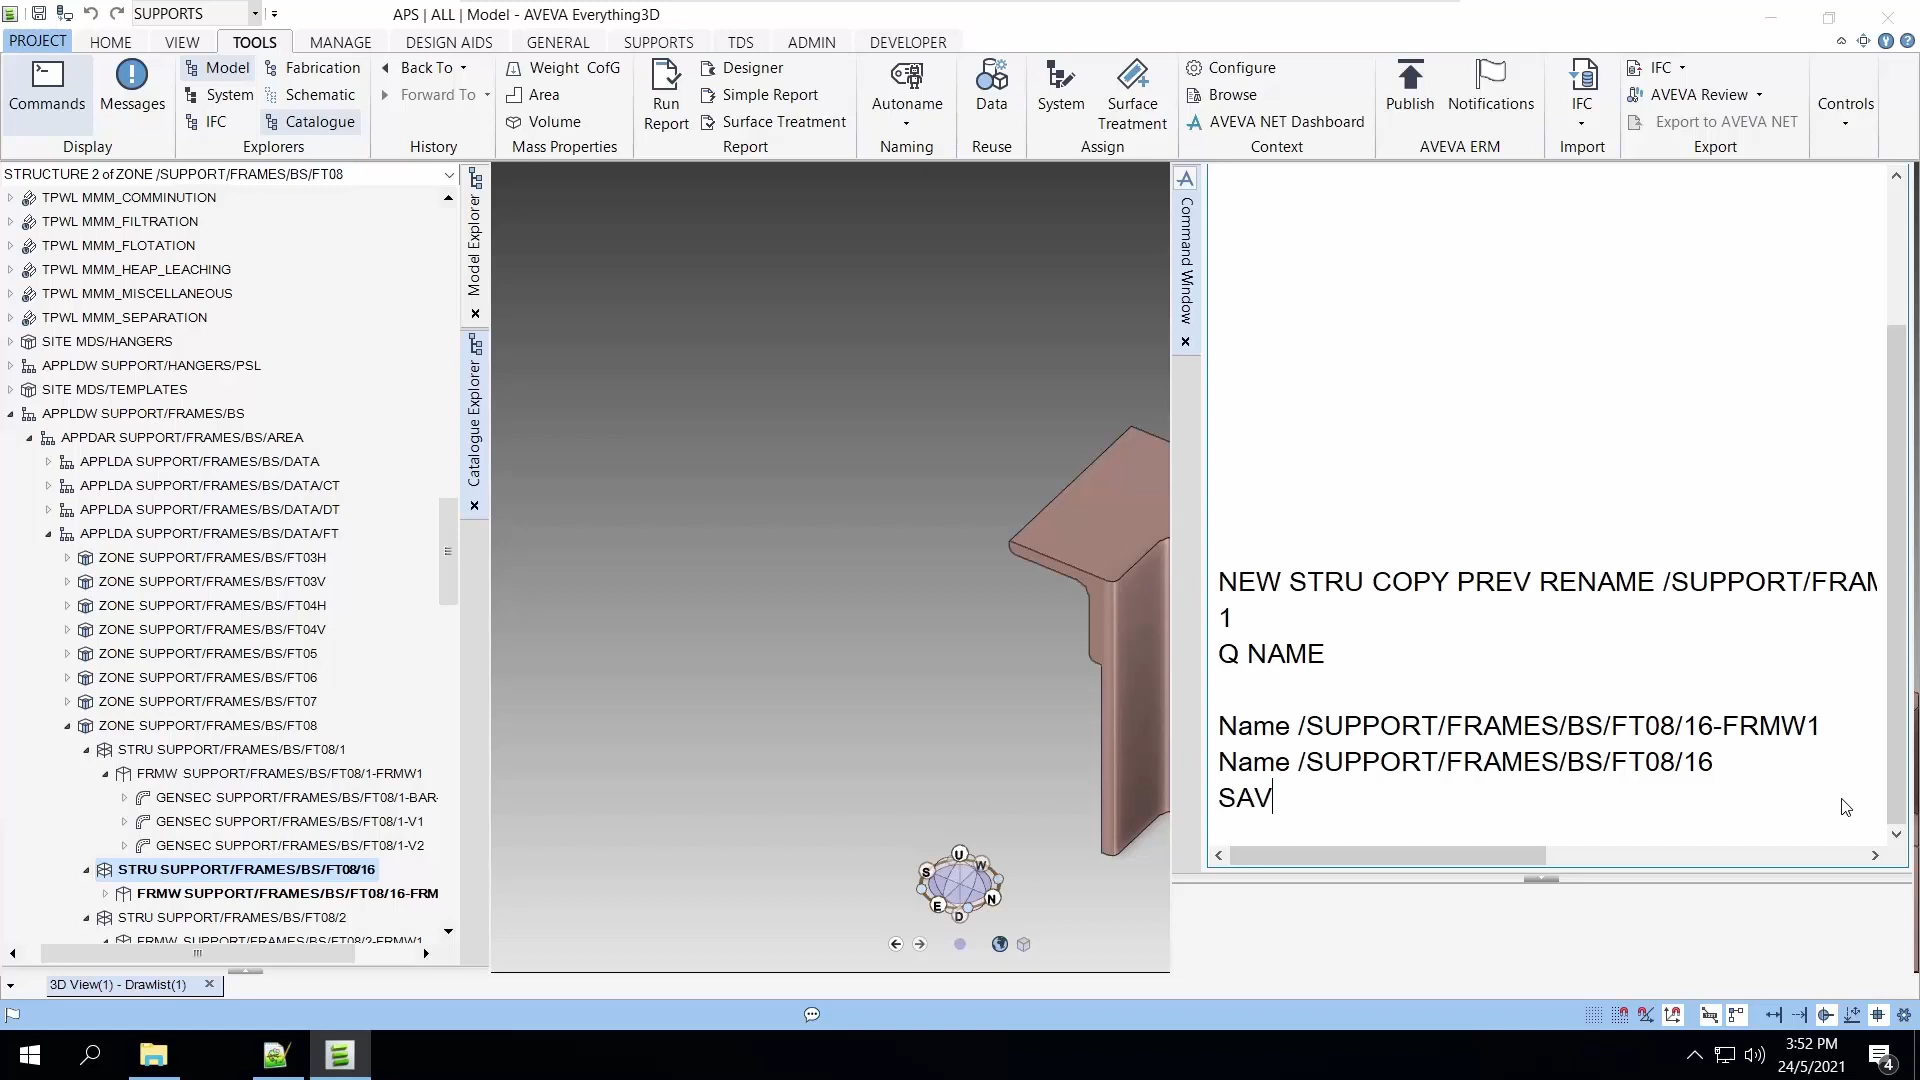 SUPPORTS
APS | ALL | Model - AVEVA Everything3D
PROJECT HOME VIEW TOOLS MANAGE DESIGN AIDS GENERAL SUPPORTS TDS ADMIN DEVELOPER
Commands
Messages
Display
Model
System
IFC
Fabrication
Schematic
Catalogue
Explorers
Back To
Forward To
History
Weight CofG
Area
Volume
Mass Properties
Run
Report
Designer
Simple Report
Surface Treatment
Report
Autoname
Naming
Data
Reuse
System
Surface
Treatment
Assign
Configure
Browse
AVEVA NET Dashboard
Context
Publish
Notifications
AVEVA ERM
IFC
Import
IFC
AVEVA Review
Export to AVEVA NET
Export
Controls
STRUCTURE 2 of ZONE /SUPPORT/FRAMES/BS/FT08
TPWL MMM_COMMINUTION
TPWL MMM_FILTRATION
TPWL MMM_FLOTATION
TPWL MMM_HEAP_LEACHING
TPWL MMM_MISCELLANEOUS
TPWL MMM_SEPARATION
SITE MDS/HANGERS
APPLDW SUPPORT/HANGERS/PSL
SITE MDS/TEMPLATES
APPLDW SUPPORT/FRAMES/BS
APPDAR SUPPORT/FRAMES/BS/AREA
APPLDA SUPPORT/FRAMES/BS/DATA
APPLDA SUPPORT/FRAMES/BS/DATA/CT
APPLDA SUPPORT/FRAMES/BS/DATA/DT
APPLDA SUPPORT/FRAMES/BS/DATA/FT
ZONE SUPPORT/FRAMES/BS/FT03H
ZONE SUPPORT/FRAMES/BS/FT03V
ZONE SUPPORT/FRAMES/BS/FT04H
ZONE SUPPORT/FRAMES/BS/FT04V
ZONE SUPPORT/FRAMES/BS/FT05
ZONE SUPPORT/FRAMES/BS/FT06
ZONE SUPPORT/FRAMES/BS/FT07
ZONE SUPPORT/FRAMES/BS/FT08
STRU SUPPORT/FRAMES/BS/FT08/1
FRMW SUPPORT/FRAMES/BS/FT08/1-FRMW1
GENSEC SUPPORT/FRAMES/BS/FT08/1-BAR-
GENSEC SUPPORT/FRAMES/BS/FT08/1-V1
GENSEC SUPPORT/FRAMES/BS/FT08/1-V2
STRU SUPPORT/FRAMES/BS/FT08/16
FRMW SUPPORT/FRAMES/BS/FT08/16-FRM
STRU SUPPORT/FRAMES/BS/FT08/2
FRMW SUPPORT/FRAMES/BS/FT08/2-FRMW1
Model Explorer
Catalogue Explorer
U
S
W
E
N
D
Command Window
NEW STRU COPY PREV RENAME /SUPPORT/FRAM
1
Q NAME
Name /SUPPORT/FRAMES/BS/FT08/16-FRMW1
Name /SUPPORT/FRAMES/BS/FT08/16
SAV
3D View(1) - Drawlist(1)
3:52 PM
24/5/2021
4